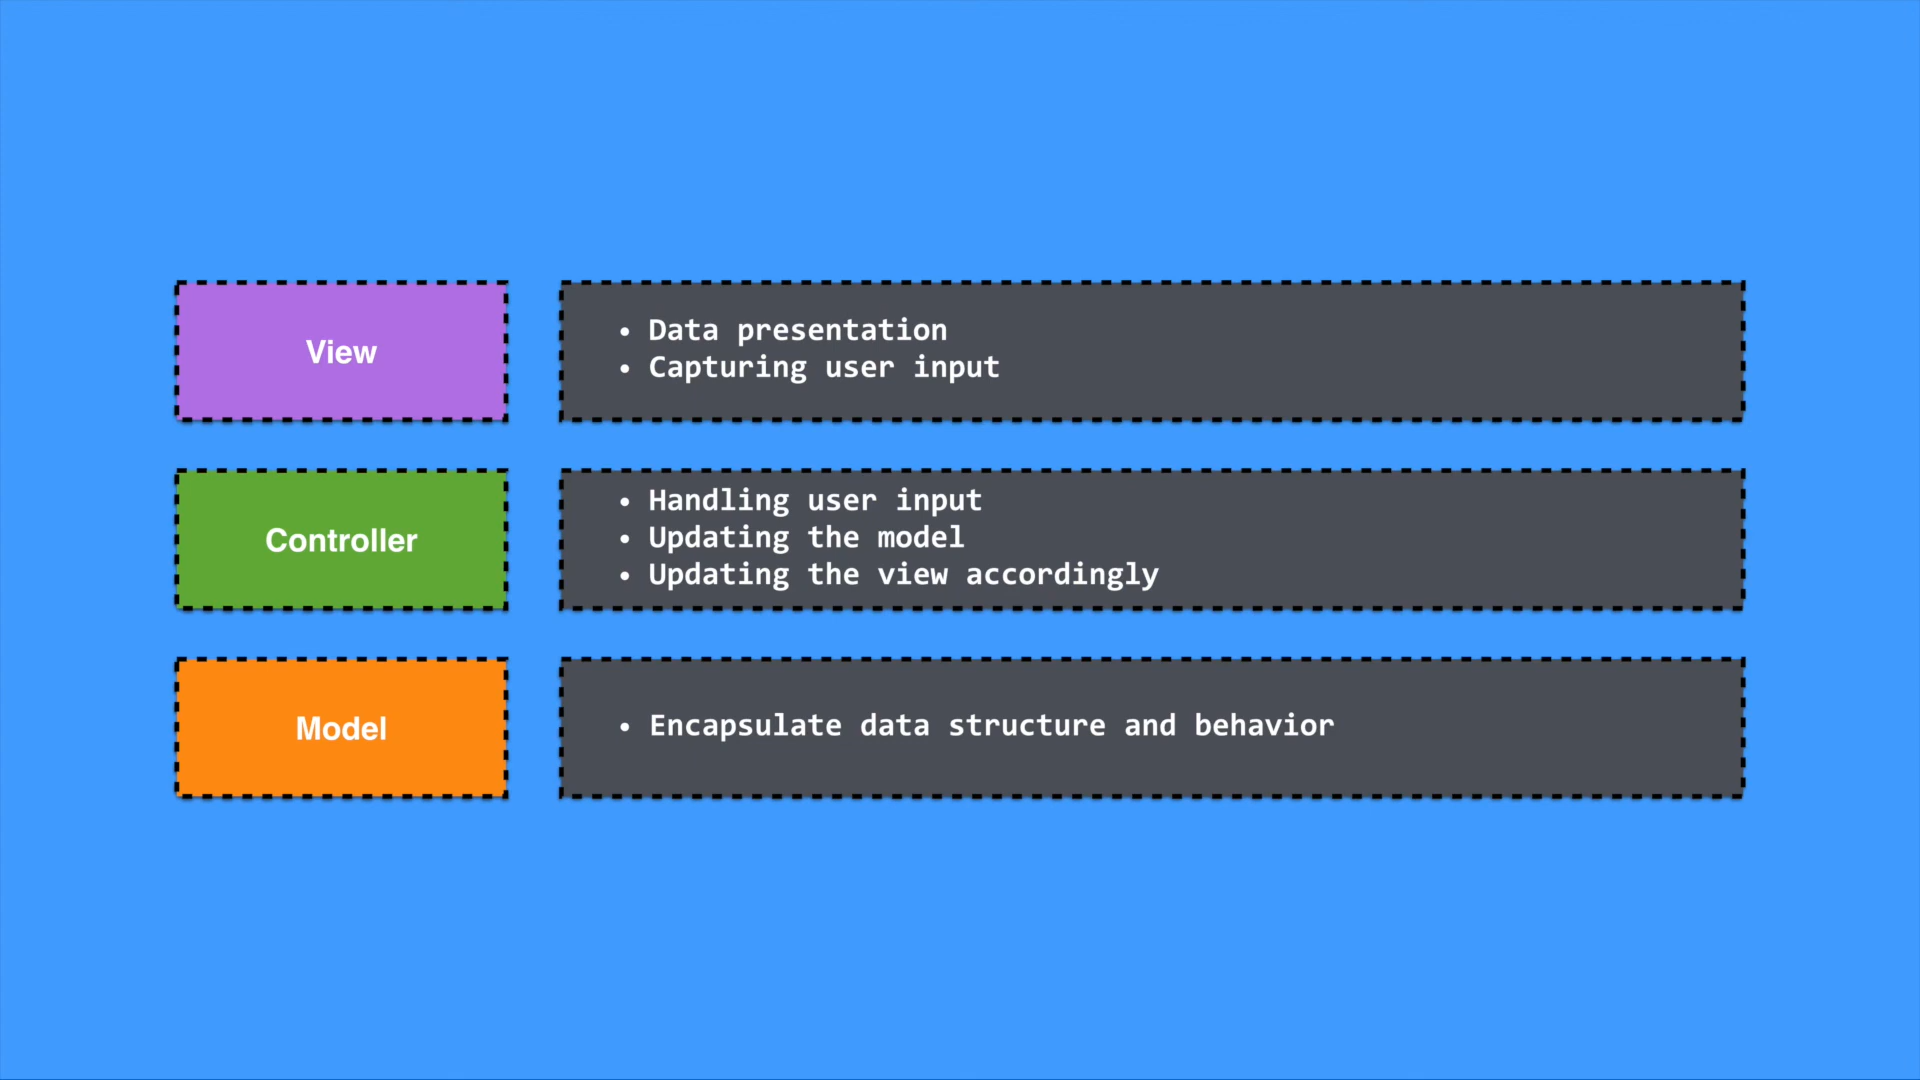 View
• Data presentation
• Capturing user input
Controller
• Handling user input
• Updating the model
• Updating the view accordingly
Model
• Encapsulate data structure and behavior